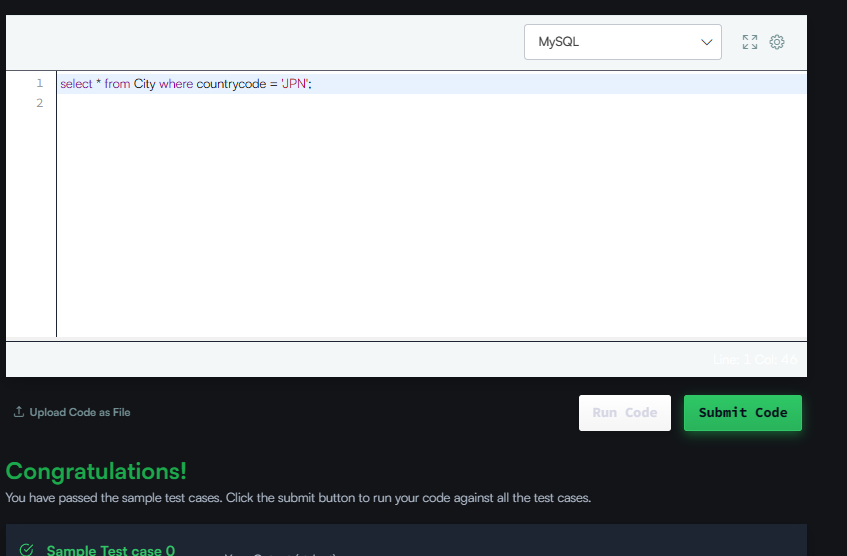 MySQL
1 select * from City where countrycode = 'JPN';
2
Line: 1 Col: 46
Upload Code as File
Run Code
Submit Code
Congratulations!
You have passed the sample test cases. Click the submit button to run your code against all the test cases.
Sample Test case 0